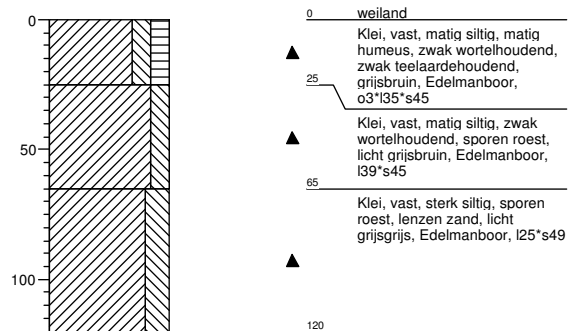 0
50
100
0 weiland
Klei, vast, matig siltig, matig
humeus, zwak wortelhoudend,
zwak teelaardehoudend,
grijsbruin, Edelmanboor,
o3*l35*s45
25
Klei, vast, matig siltig, zwak
wortelhoudend, sporen roest,
licht grijsbruin, Edelmanboor,
l39*s45
65
Klei, vast, sterk siltig, sporen
roest, lenzen zand, licht
grijsgrijs, Edelmanboor, l25*s49
120